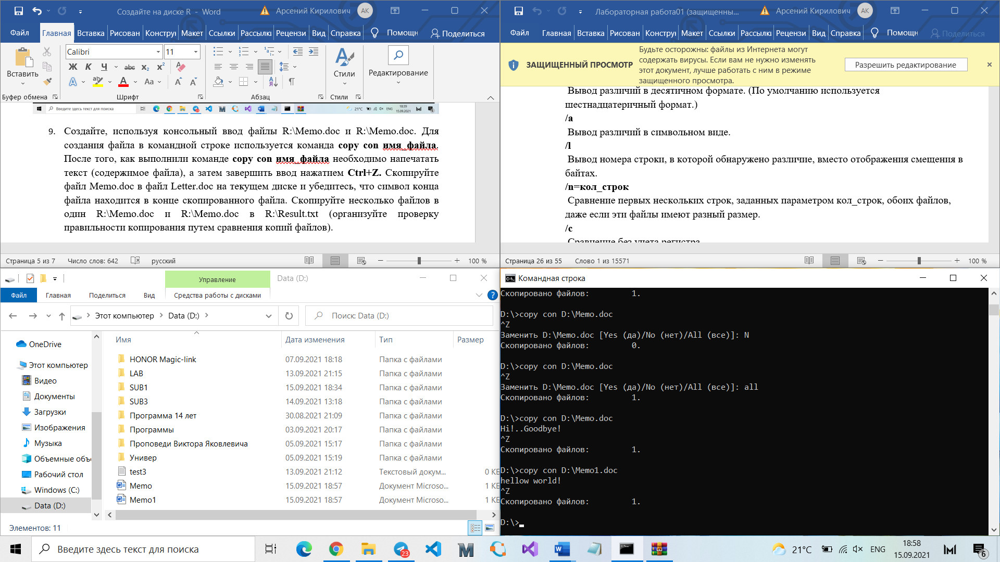 Создайте на диске R - Word
Арсений Кирилович
АК
Файл Главная Вставка Рисован Констру Макет Ссылки Рассылки Рецензи Вид Справка Помощн Поделиться
Вставить
Calibri 11
Ж К Ч abc x₂ x²
А ab А Aa А А
Стили
Редактирование
Буфер обмена Шрифт Абзац Стили
Введите здесь текст для поиска
21°C ENG 18:39 15.09.2021
9. Создайте, используя консольный ввод файлы R:\Memo.doc и R:\Memo.doc. Для
создания файла в командной строке используется команда copy con имя_файла.
После того, как выполнили команде copy con имя_файла необходимо напечатать
текст (содержимое файла), а затем завершить ввод нажатием Ctrl+Z. Скопируйте
файл Memo.doc в файл Letter.doc на текущем диске и убедитесь, что символ конца
файла находится в конце скопированного файла. Скопируйте несколько файлов в
один R:\Memo.doc и R:\Memo.doc в R:\Result.txt (организуйте проверку
правильности копирования путем сравнения копий файлов).
Страница 5 из 7 Число слов: 642 русский 100 %
Лабораторная работа01 (защищенны...
Арсений Кирилович
АК
Файл Главная Вставка Рисован Констру Макет Ссылки Рассылки Рецензи Вид Справка Помощн Поделиться
ЗАЩИЩЕННЫЙ ПРОСМОТР
Будьте осторожны: файлы из Интернета могут
содержать вирусы. Если вам не нужно изменять
этот документ, лучше работать с ним в режиме
защищенного просмотра.
Разрешить редактирование
Вывод различий в десятичном формате. (По умолчанию используется
шестнадцатеричный формат.)
/a
Вывод различий в символьном виде.
/l
Вывод номера строки, в которой обнаружено различие, вместо отображения смещения в
байтах.
/n=кол_строк
Сравнение первых нескольких строк, заданных параметром кол_строк, обоих файлов,
даже если эти файлы имеют разный размер.
/c
Сравнение без учета регистра
Страница 26 из 55 Слово 1 из 15571 100 %
Управление
Data (D:)
Файл Главная Поделиться Вид Средства работы с дисками
Этот компьютер Data (D:)
Поиск: Data (D:)
OneDrive
Этот компьютер
Видео
Документы
Загрузки
Изображения
Музыка
Объемные объ
Рабочий стол
Windows (C:)
Data (D:)
Имя Дата изменения Тип Размер
HONOR Magic-link 07.09.2021 18:18 Папка с файлами
LAB 13.09.2021 21:15 Папка с файлами
SUB1 15.09.2021 18:34 Папка с файлами
SUB3 14.09.2021 13:18 Папка с файлами
Программа 14 лет 30.08.2021 21:09 Папка с файлами
Программы 03.09.2021 20:17 Папка с файлами
Проповеди Виктора Яковлевича 05.09.2021 15:17 Папка с файлами
Универ 05.09.2021 15:19 Папка с файлами
test3 13.09.2021 21:12 Текстовый докум... 0 КБ
Memo 15.09.2021 18:57 Документ Microso... 1 КБ
Memo1 15.09.2021 18:57 Документ Microso... 1 КБ
Элементов: 11
Командная строка
Скопировано файлов: 1.
D:\>copy con D:\Memo.doc
^Z
Заменить D:\Memo.doc [Yes (да)/No (нет)/All (все)]: N
Скопировано файлов: 0.
D:\>copy con D:\Memo.doc
^Z
Заменить D:\Memo.doc [Yes (да)/No (нет)/All (все)]: all
Скопировано файлов: 1.
D:\>copy con D:\Memo.doc
Hi!..Goodbye!
^Z
Скопировано файлов: 1.
D:\>copy con D:\Memo1.doc
hellow world!
^Z
Скопировано файлов: 1.
D:\>
Введите здесь текст для поиска
23
21°C ENG
18:58
15.09.2021
6